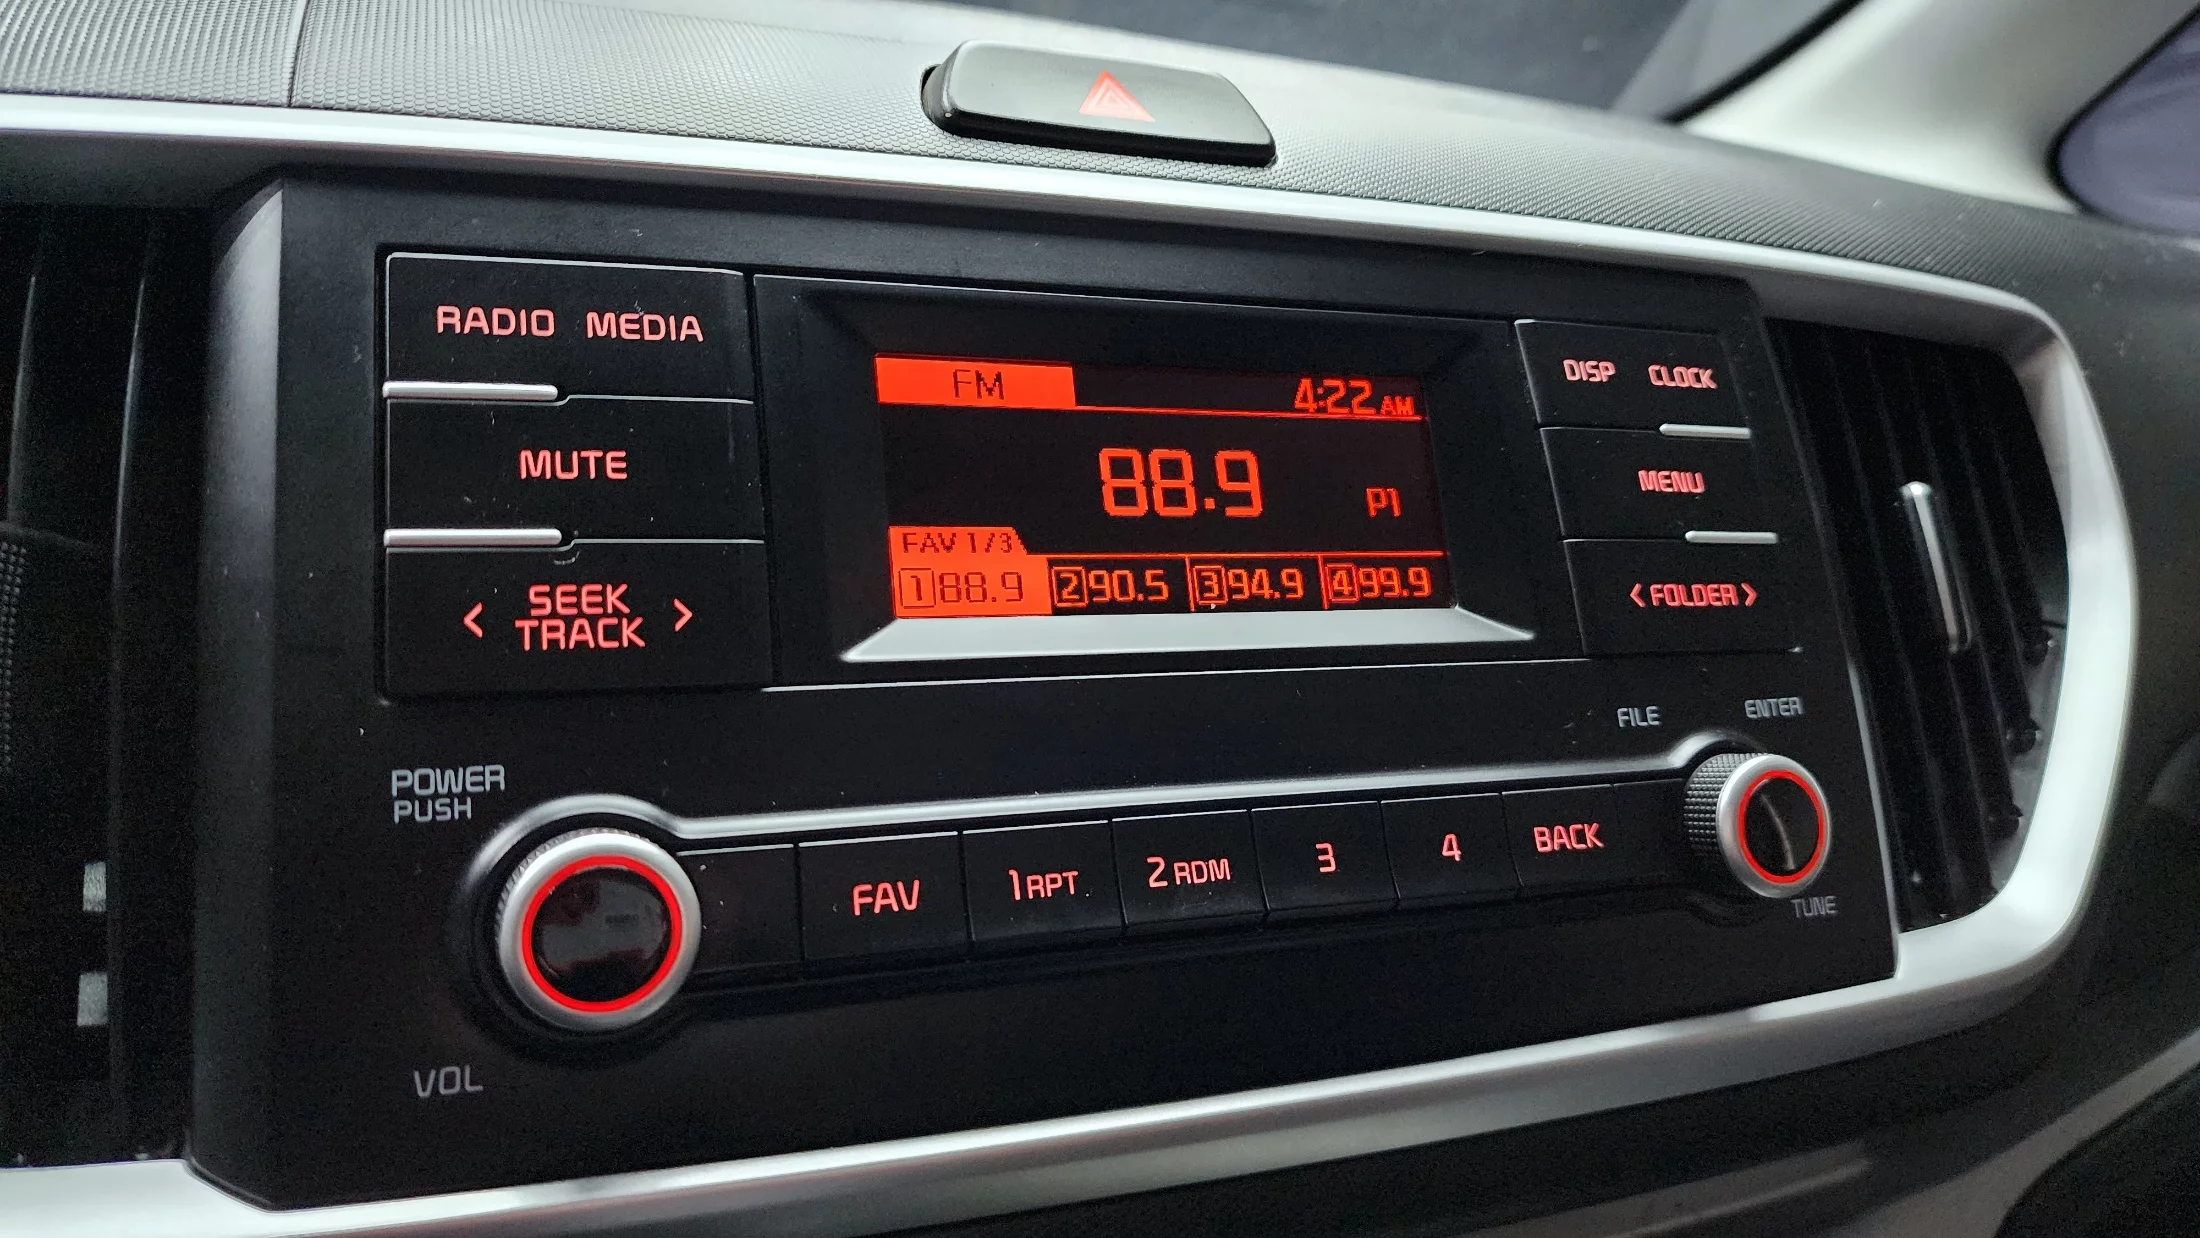 RADIO MEDIA
MUTE
< SEEK TRACK >
FM 4:22 AM
88.9 P1
FAV 1/3
1 88.9 2 90.5 3 94.9 4 99.9
DISP CLOCK
MENU
< FOLDER >
POWER
PUSH
VOL
FAV 1 RPT 2 RDM 3 4 BACK
FILE ENTER
TUNE